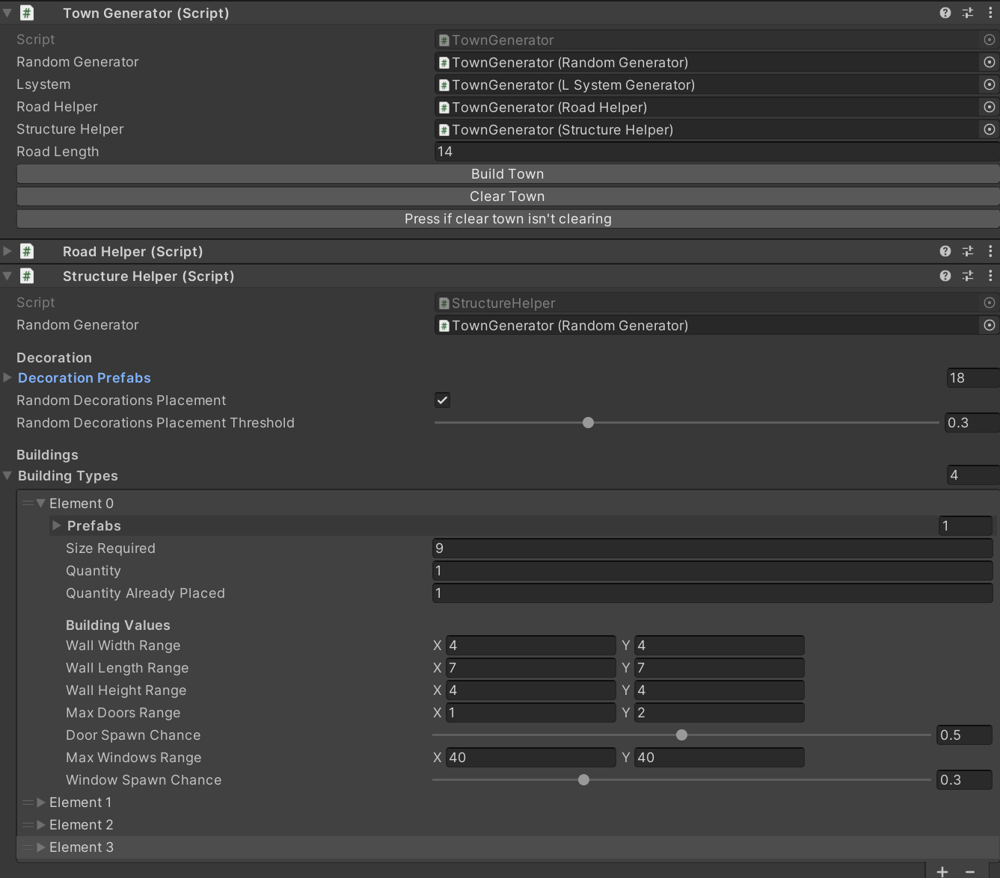 Town Generator (Script)
Script TownGenerator
Random Generator TownGenerator (Random Generator)
Lsystem TownGenerator (L System Generator)
Road Helper TownGenerator (Road Helper)
Structure Helper TownGenerator (Structure Helper)
Road Length 14
Build Town
Clear Town
Press if clear town isn't clearing
Road Helper (Script)
Structure Helper (Script)
Script StructureHelper
Random Generator TownGenerator (Random Generator)
Decoration
Decoration Prefabs 18
Random Decorations Placement
Random Decorations Placement Threshold 0.3
Buildings
Building Types 4
Element 0
Prefabs 1
Size Required 9
Quantity 1
Quantity Already Placed 1
Building Values
Wall Width Range X 4 Y 4
Wall Length Range X 7 Y 7
Wall Height Range X 4 Y 4
Max Doors Range X 1 Y 2
Door Spawn Chance 0.5
Max Windows Range X 40 Y 40
Window Spawn Chance 0.3
Element 1
Element 2
Element 3